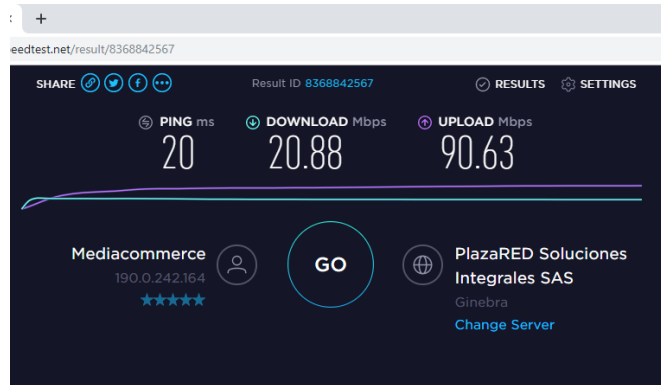 +
eedtest.net/result/8368842567
SHARE
Result ID 8368842567
RESULTS
SETTINGS
PING ms
DOWNLOAD Mbps
UPLOAD Mbps
20
20.88
90.63
Mediacommerce
190.0.242.164
★★★★★
GO
PlazaRED Soluciones
Integrales SAS
Ginebra
Change Server